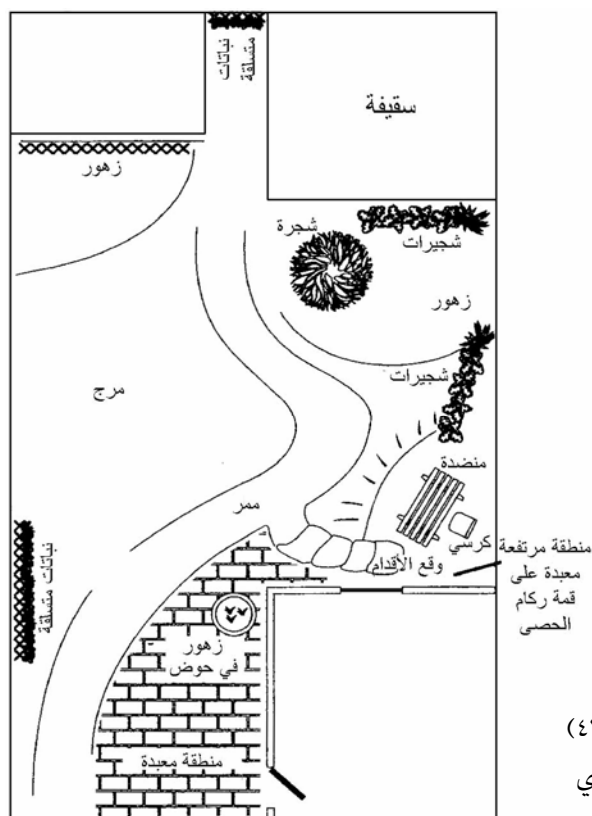 نباتات
متسلقة
سقيفة
زهور
شجرة
شجيرات
زهور
شجيرات
مرج
منضدة
ممر
كرسي
وقع الأقدام
منطقة مرتفعة
معبدة على
قمة ركام
الحصى
نباتات متسلقة
زهور
في حوض
منطقة معبدة